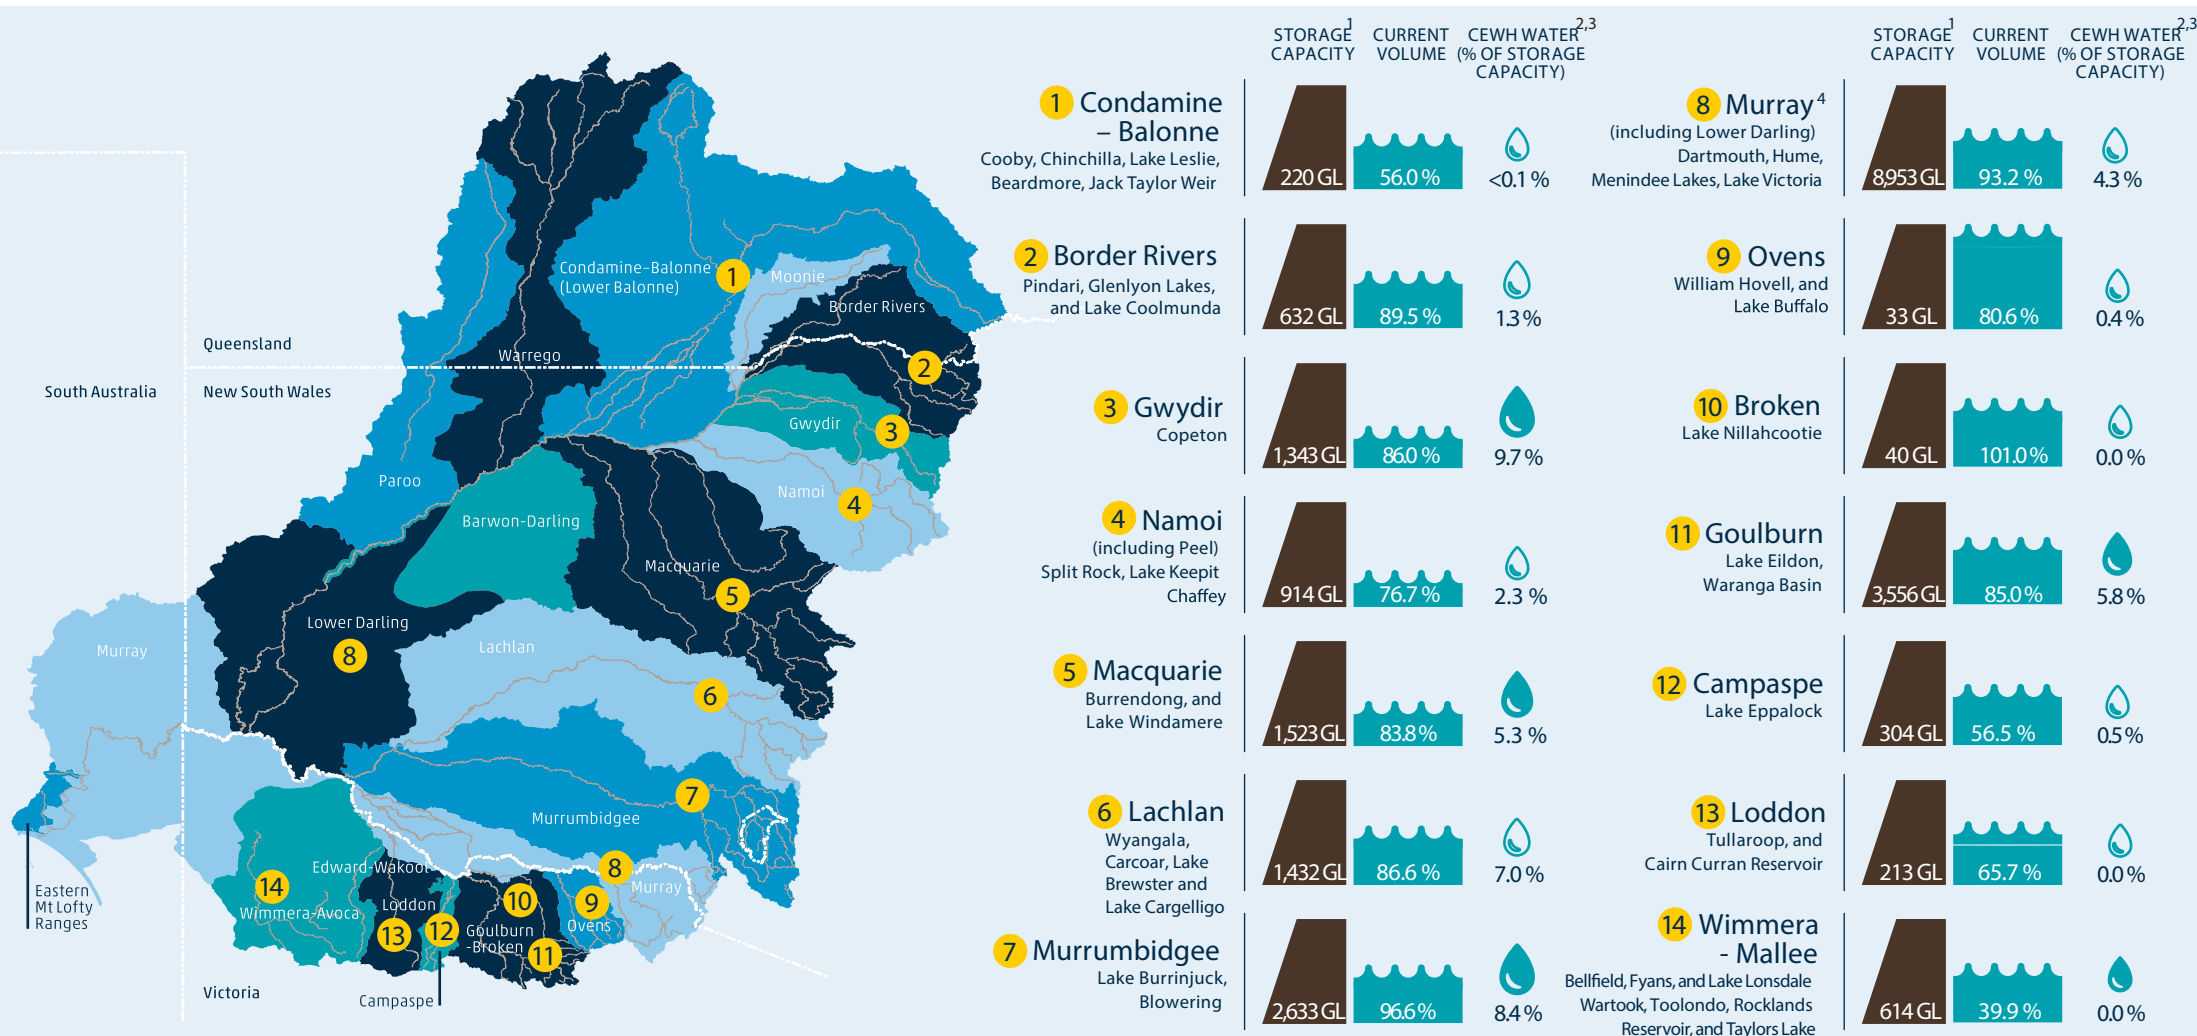 Queensland
South Australia
New South Wales
Victoria
Condamine–Balonne
(Lower Balonne)
1
Moonie
Border Rivers
2
Warrego
Gwydir
3
Paroo
Namoi
4
Barwon-Darling
Macquarie
5
Lower Darling
8
Murray
Lachlan
6
7
Murrumbidgee
Edward-Wakool
8
Murray
14
Wimmera-Avoca
Loddon
13
12
10
Goulburn
-Broken
11
9
Ovens
Eastern
Mt Lofty
Ranges
Campaspe
STORAGE 1
CAPACITY
CURRENT
VOLUME
CEWH WATER 2,3
(% OF STORAGE
CAPACITY)
1 Condamine
– Balonne
Cooby, Chinchilla, Lake Leslie,
Beardmore, Jack Taylor Weir
220 GL 56.0 % <0.1 %
2 Border Rivers
Pindari, Glenlyon Lakes,
and Lake Coolmunda
632 GL 89.5 % 1.3 %
3 Gwydir
Copeton
1,343 GL 86.0 % 9.7 %
4 Namoi
(including Peel)
Split Rock, Lake Keepit
Chaffey
914 GL 76.7 % 2.3 %
5 Macquarie
Burrendong, and
Lake Windamere
1,523 GL 83.8 % 5.3 %
6 Lachlan
Wyangala,
Carcoar, Lake
Brewster and
Lake Cargelligo
1,432 GL 86.6 % 7.0 %
7 Murrumbidgee
Lake Burrinjuck,
Blowering
2,633 GL 96.6 % 8.4 %
STORAGE 1
CAPACITY
CURRENT
VOLUME
CEWH WATER 2,3
(% OF STORAGE
CAPACITY)
8 Murray 4
(including Lower Darling)
Dartmouth, Hume,
Menindee Lakes, Lake Victoria
8,953 GL 93.2 % 4.3 %
9 Ovens
William Hovell, and
Lake Buffalo
33 GL 80.6 % 0.4 %
10 Broken
Lake Nillahcootie
40 GL 101.0 % 0.0 %
11 Goulburn
Lake Eildon,
Waranga Basin
3,556 GL 85.0 % 5.8 %
12 Campaspe
Lake Eppalock
304 GL 56.5 % 0.5 %
13 Loddon
Tullaroop, and
Cairn Curran Reservoir
213 GL 65.7 % 0.0 %
14 Wimmera
- Mallee
Bellfield, Fyans, and Lake Lonsdale
Wartook, Toolondo, Rocklands
Reservoir, and Taylors Lake
614 GL 39.9 % 0.0 %